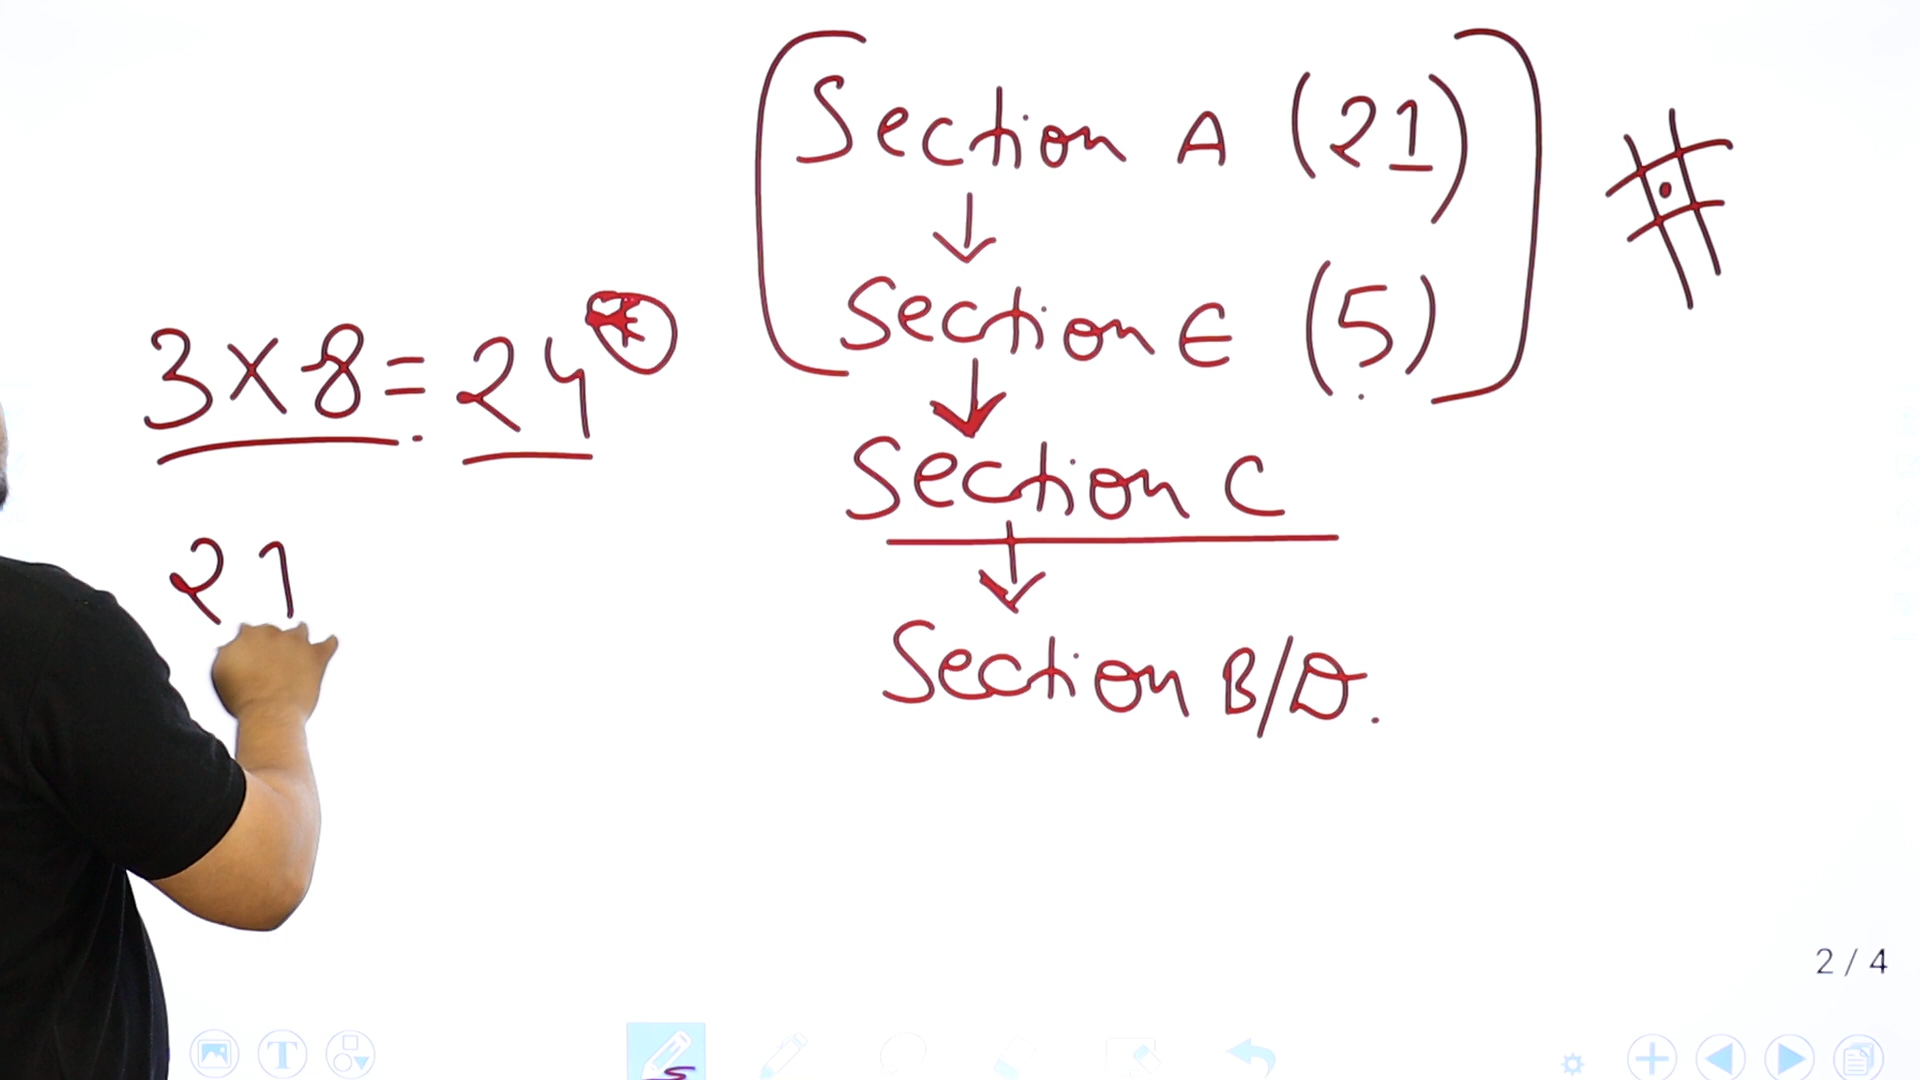 Section A (21)
Section E (5)
3 x 8 = 24
Section C
21
Section B/D.
2 / 4
T